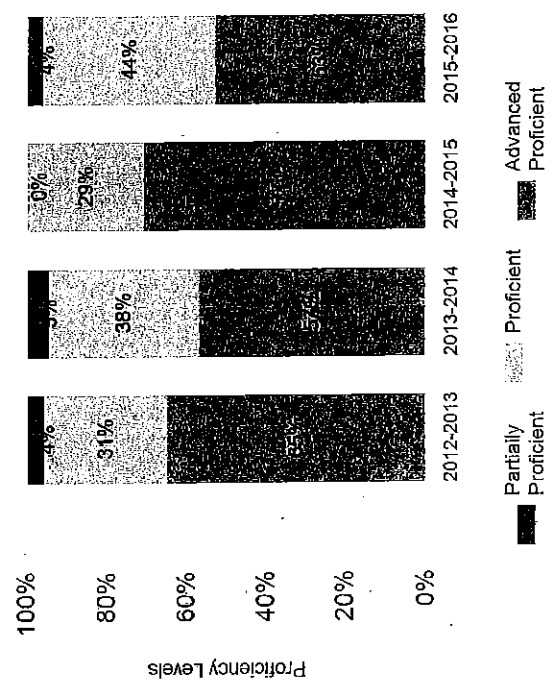 Proficiency Levels
100%
80%
60%
40%
20%
0%
4%
31%
38%
0%
29%
4%
44%
2012-2013
2013-2014
2014-2015
2015-2016
Partially
Proficient
Proficient
Advanced
Proficient